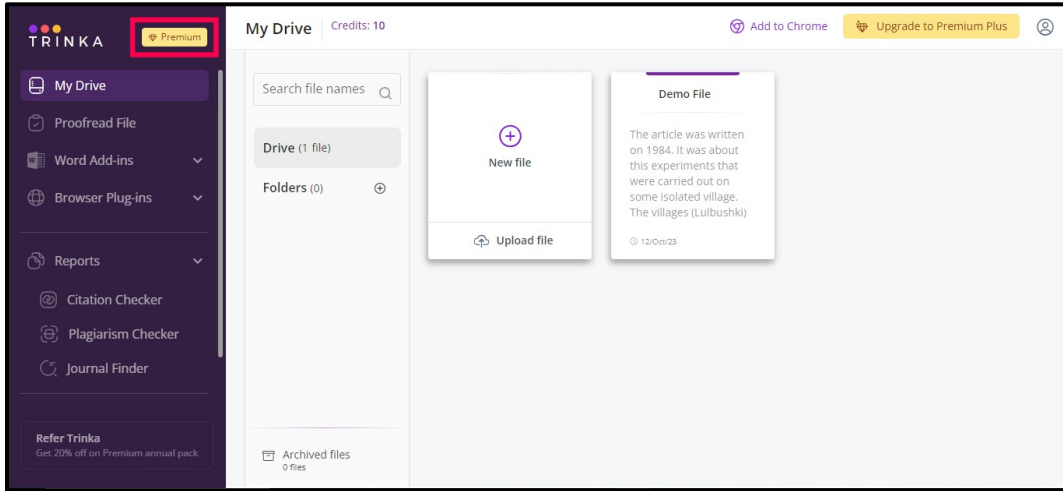 TRINKA
Premium
My Drive
Proofread File
Word Add-ins
Browser Plug-ins
Reports
Citation Checker
Plagiarism Checker
Journal Finder
Refer Trinka
Get 20% off on Premium annual pack
My Drive
Credits: 10
Add to Chrome
Upgrade to Premium Plus
Search file names
Drive (1 file)
Folders (0)
Archived files
0 files
New file
Upload file
Demo File
The article was written
on 1984. It was about
this experiments that
were carried out on
some isolated village.
The villages (Lulbushki)
12/Oct/23